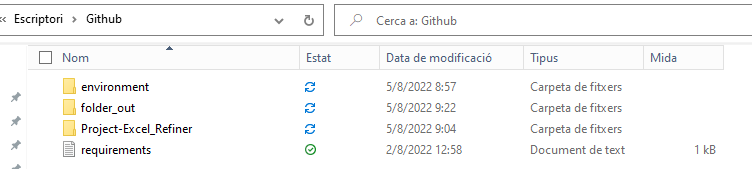 « Escriptori > Github
Cerca a: Github
Nom Estat Data de modificació Tipus Mida
environment 5/8/2022 8:57 Carpeta de fitxers
folder_out 5/8/2022 9:22 Carpeta de fitxers
Project-Excel_Refiner 5/8/2022 9:04 Carpeta de fitxers
requirements 2/8/2022 12:58 Document de text 1 kB